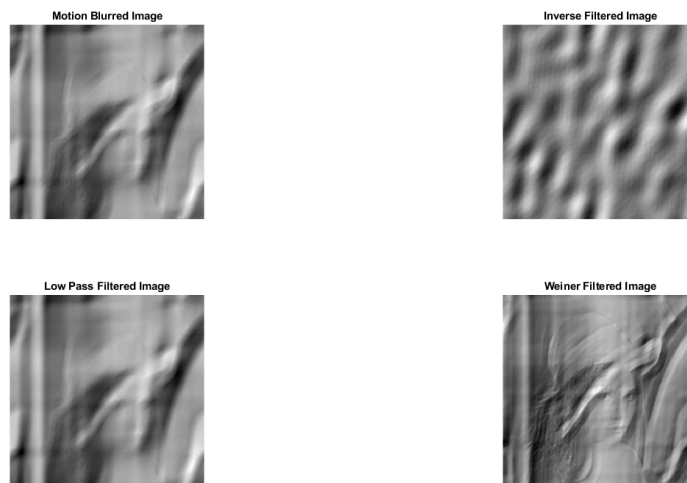 Motion Blurred Image
Inverse Filtered Image
Low Pass Filtered Image
Weiner Filtered Image